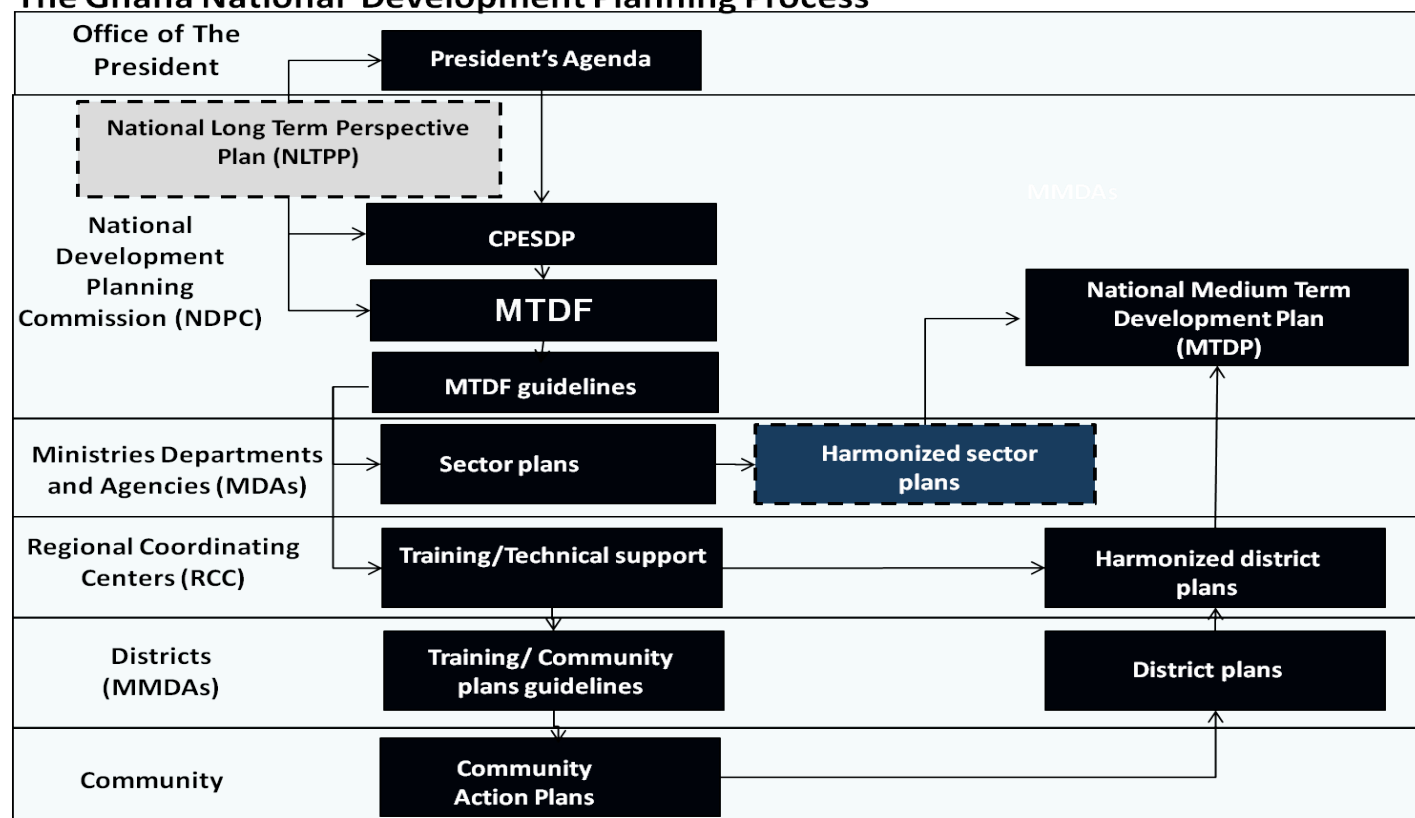 The Ghana National Development Planning Process
Office of The
President
President’s Agenda
National Long Term Perspective
Plan (NLTPP)
MMDAs
National
Development
Planning
Commission (NDPC)
CPESDP
MTDF
MTDF guidelines
National Medium Term
Development Plan
(MTDP)
Ministries Departments
and Agencies (MDAs)
Sector plans
Harmonized sector
plans
Regional Coordinating
Centers (RCC)
Training/Technical support
Harmonized district
plans
Districts
(MMDAs)
Training/ Community
plans guidelines
District plans
Community
Community
Action Plans